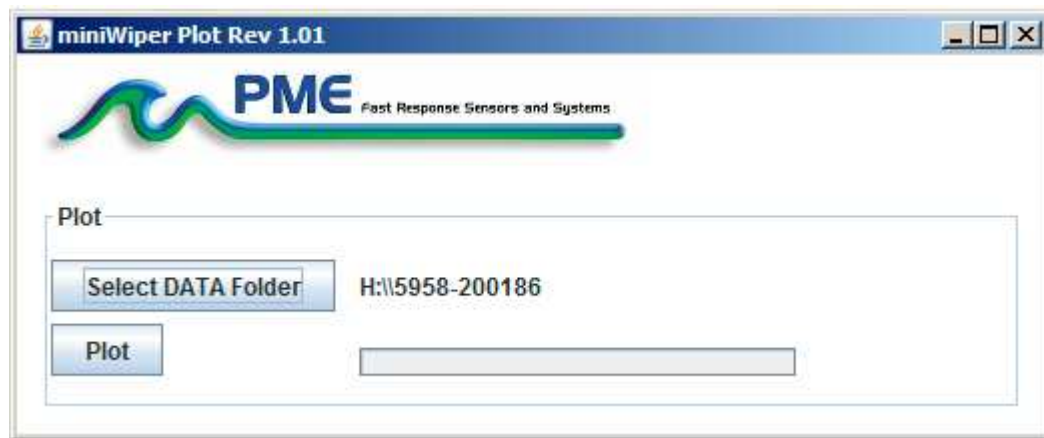 miniWiper Plot Rev 1.01
PME Fast Response Sensors and Systems
Plot
Select DATA Folder H:\\5958-200186
Plot